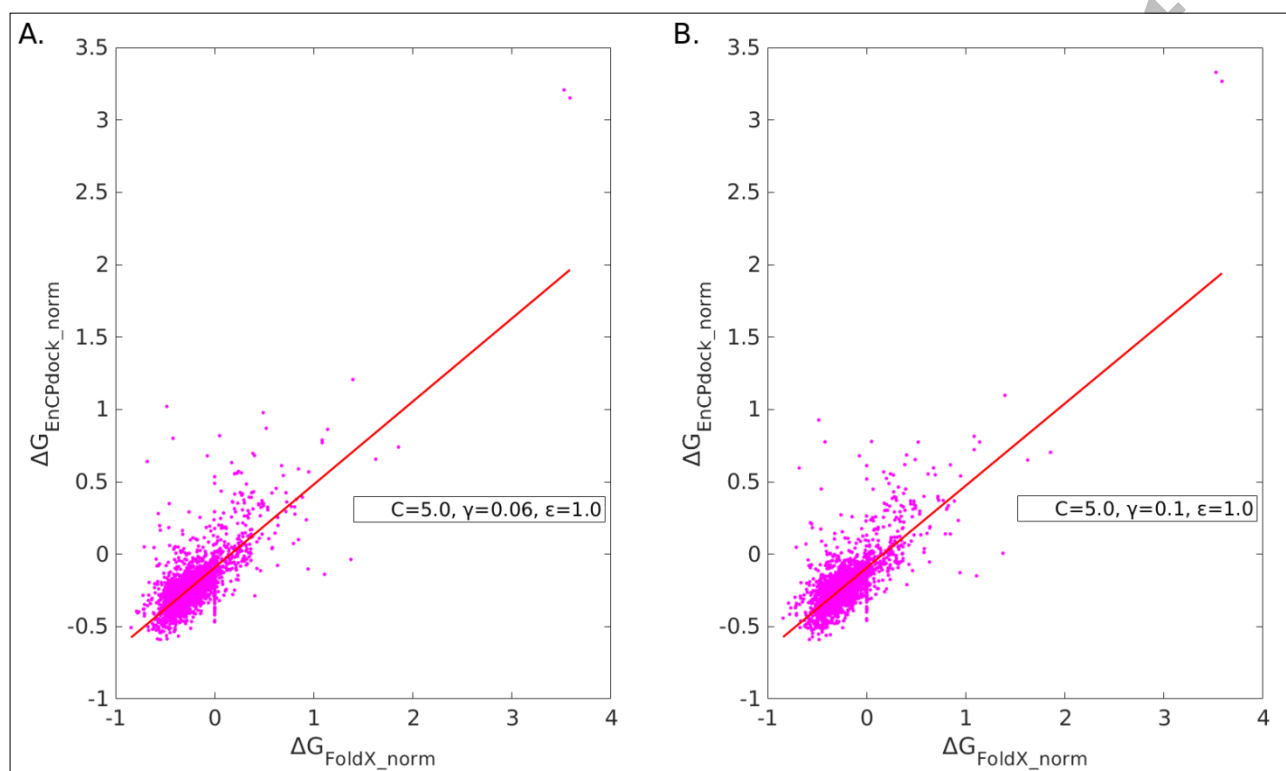 A.
3.5
3
2.5
2
1.5
1
0.5
0
-0.5
-1
ΔG_EnCPdock_norm
C=5.0, γ=0.06, ε=1.0
-1 0 1 2 3 4
ΔG_FoldX_norm
B.
3.5
3
2.5
2
1.5
1
0.5
0
-0.5
-1
ΔG_EnCPdock_norm
C=5.0, γ=0.1, ε=1.0
-1 0 1 2 3 4
ΔG_FoldX_norm